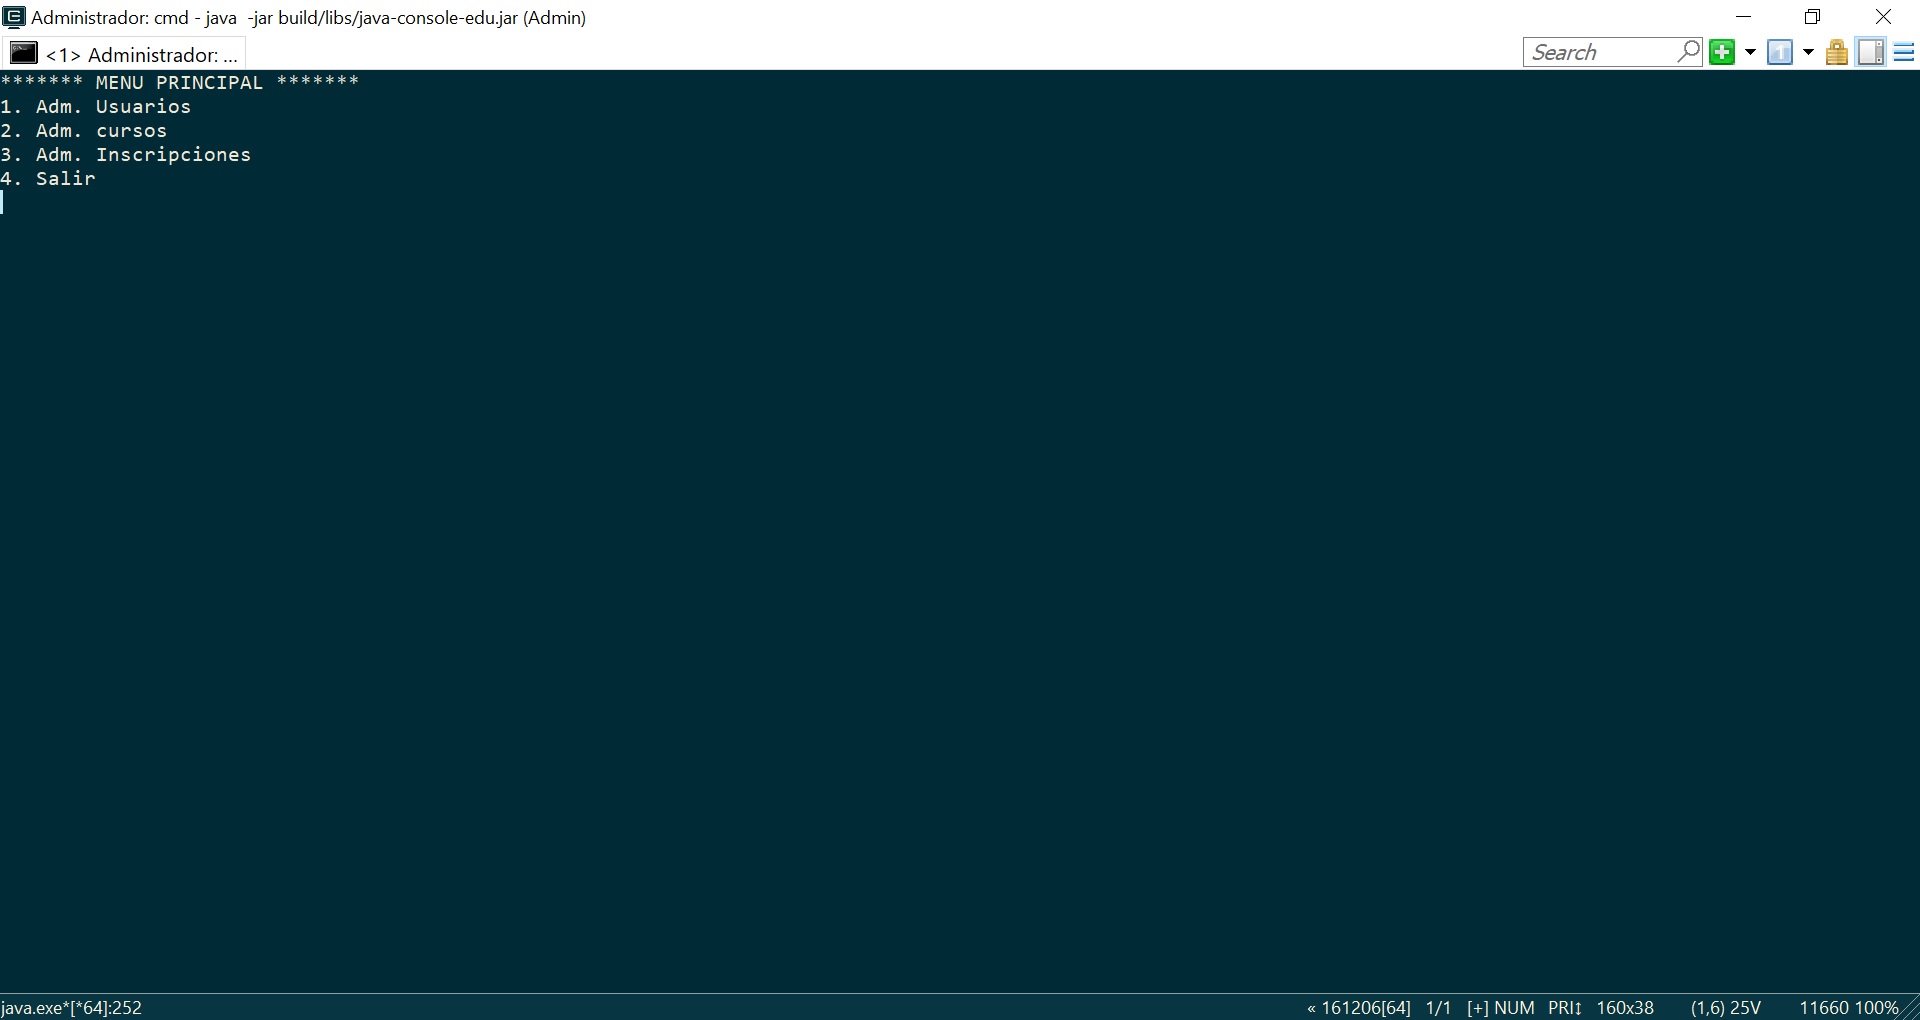 Administrador: cmd - java  -jar build/libs/java-console-edu.jar (Admin)
<1> Administrador: ...
Search
1
******* MENU PRINCIPAL *******
1. Adm. Usuarios
2. Adm. cursos
3. Adm. Inscripciones
4. Salir
java.exe*[*64]:252
« 161206[64] 1/1 [+] NUM PRI↕ 160x38 (1,6) 25V 11660 100%